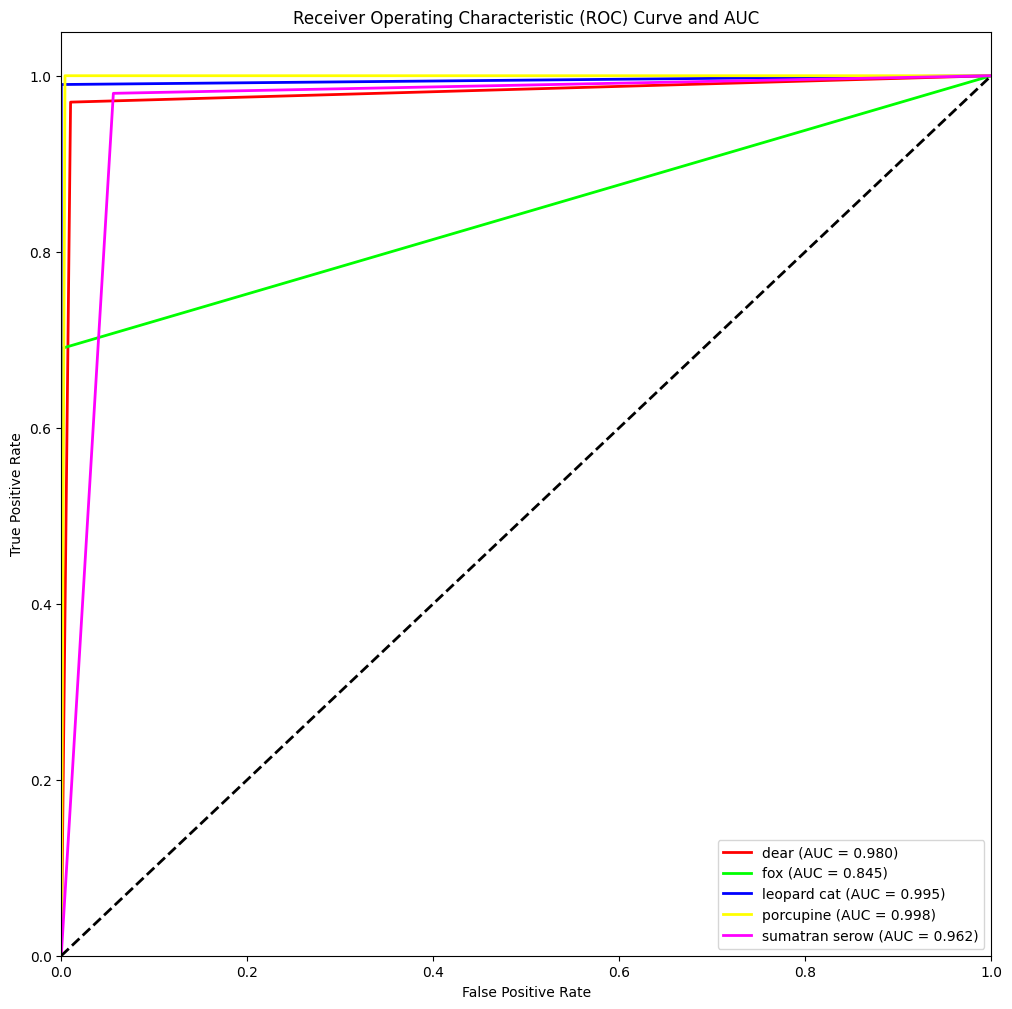 Receiver Operating Characteristic (ROC) Curve and AUC
True Positive Rate
1.0
0.8
0.6
0.4
0.2
0.0
0.0 0.2 0.4 0.6 0.8 1.0
False Positive Rate
dear (AUC = 0.980)
fox (AUC = 0.845)
leopard cat (AUC = 0.995)
porcupine (AUC = 0.998)
sumatran serow (AUC = 0.962)